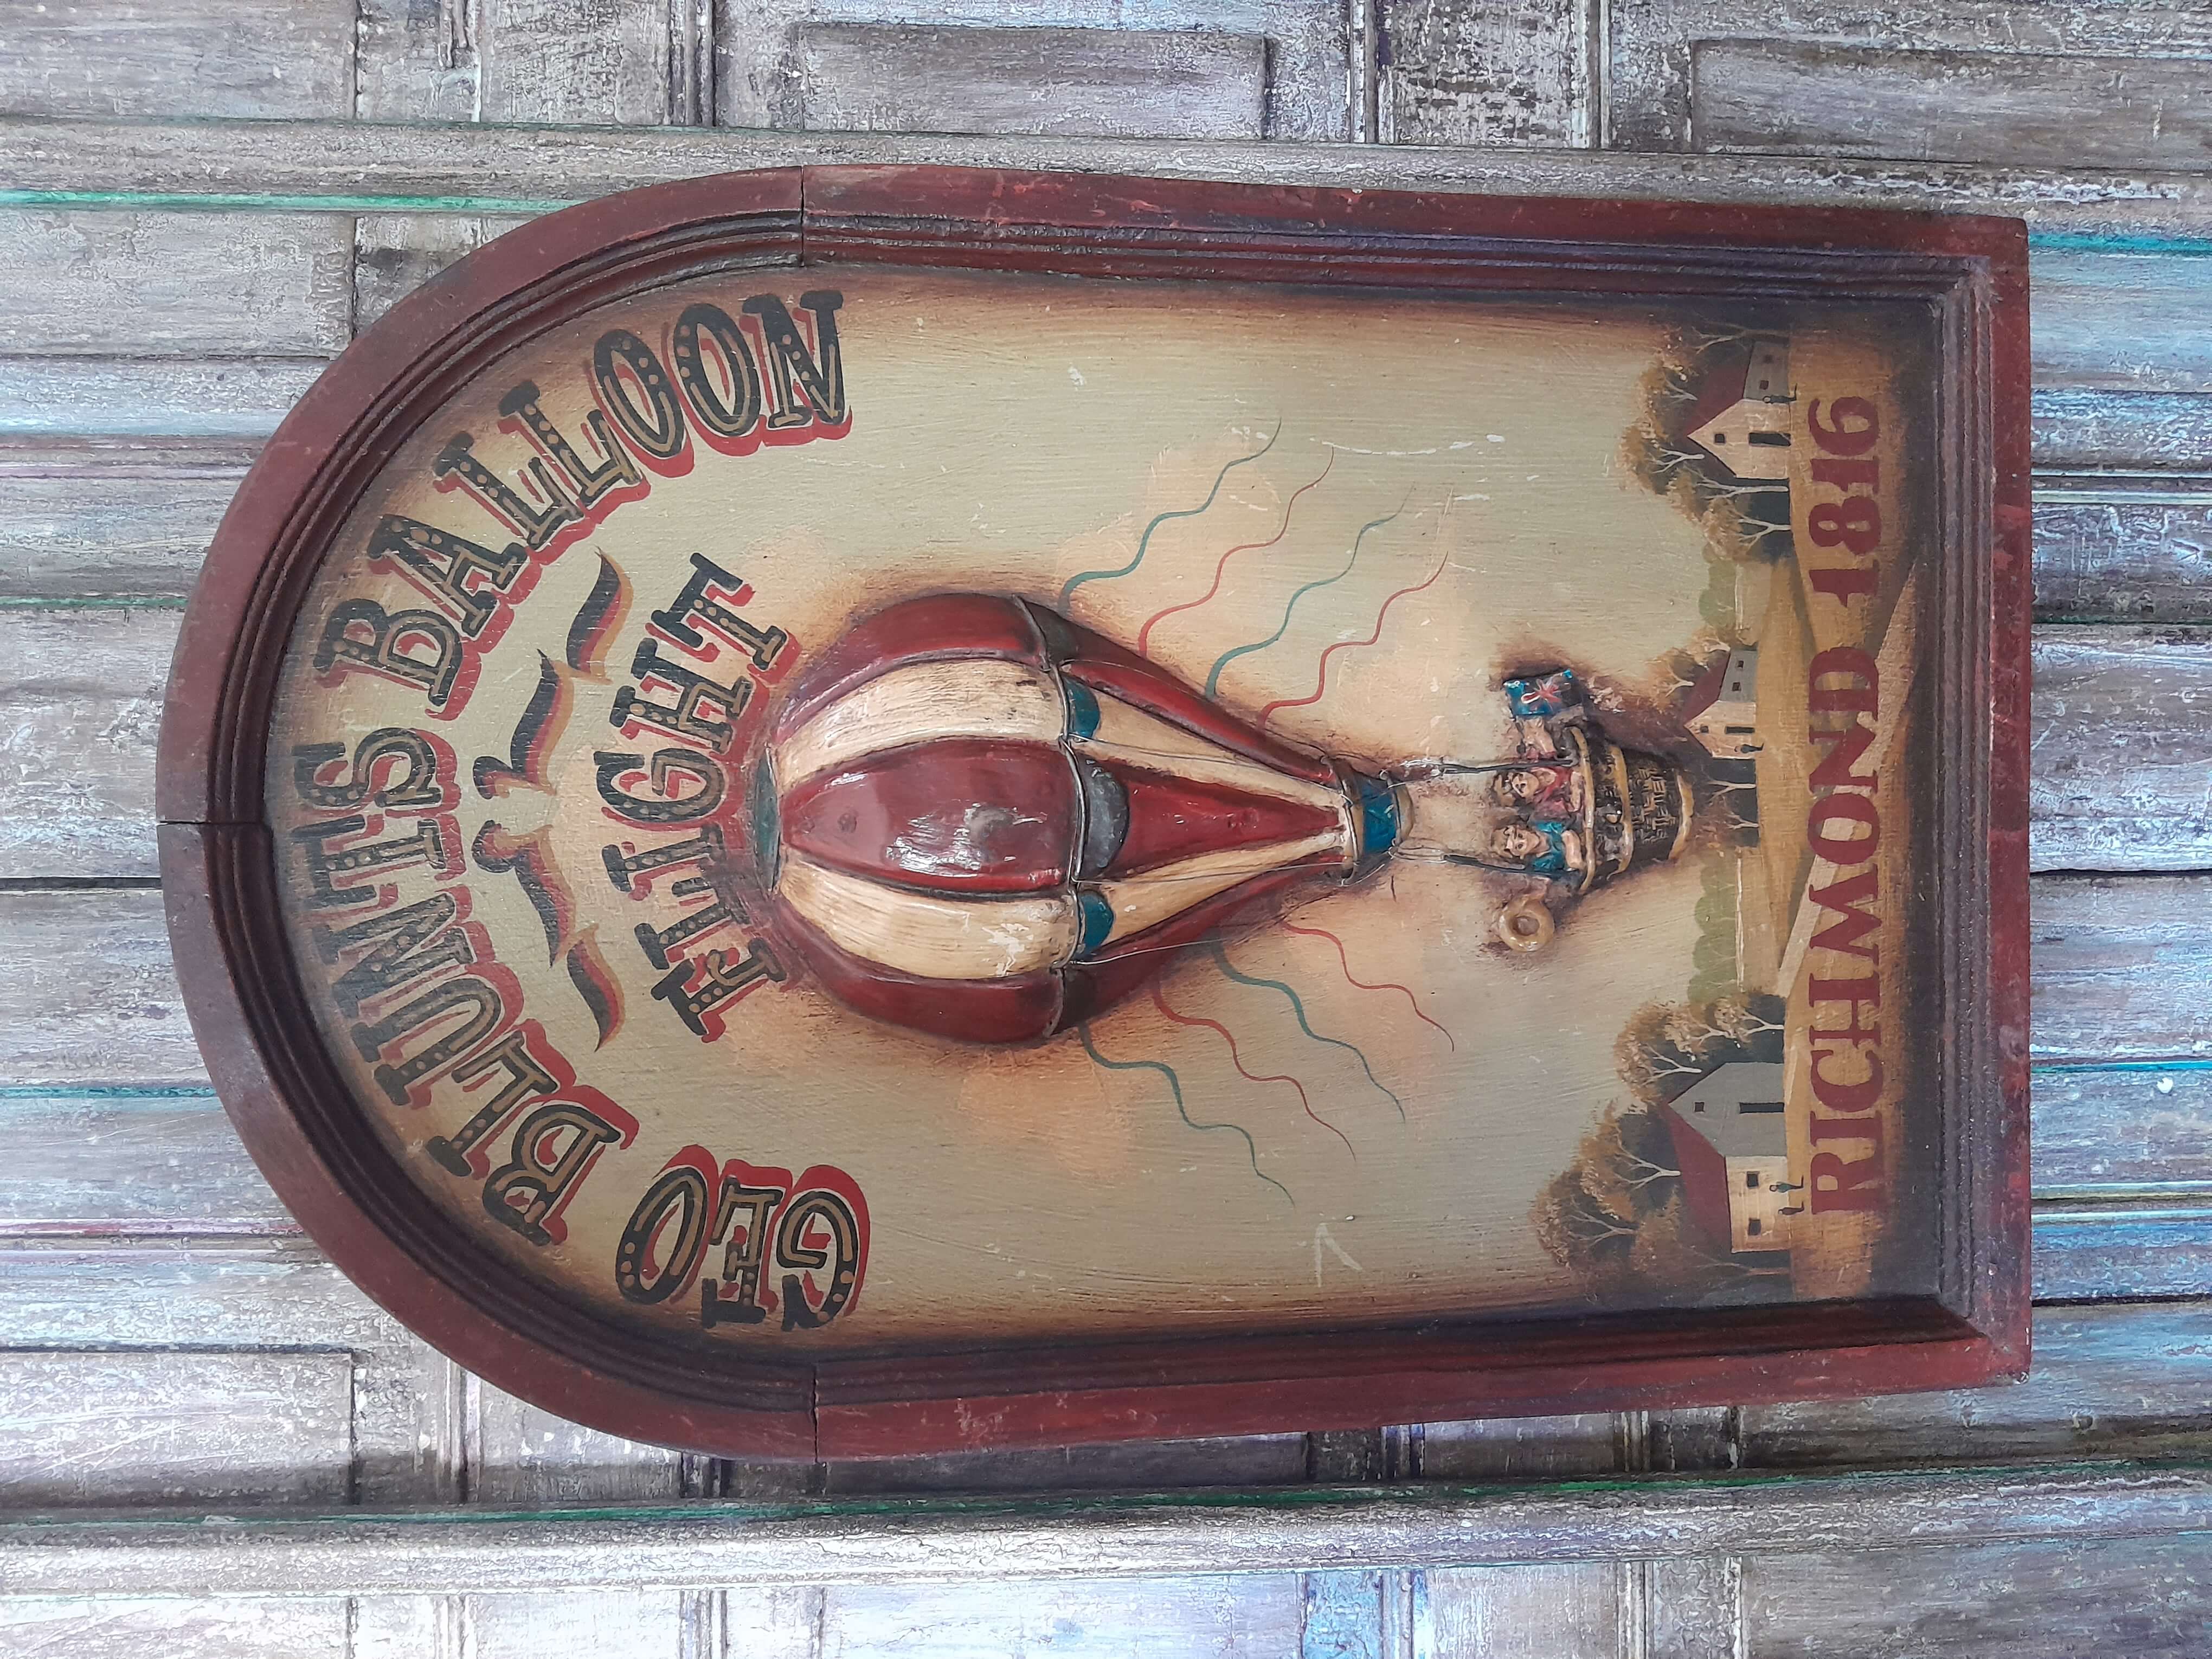 GEO BLUNTS BALLOON
FLIGHT
RICHMOND 1816